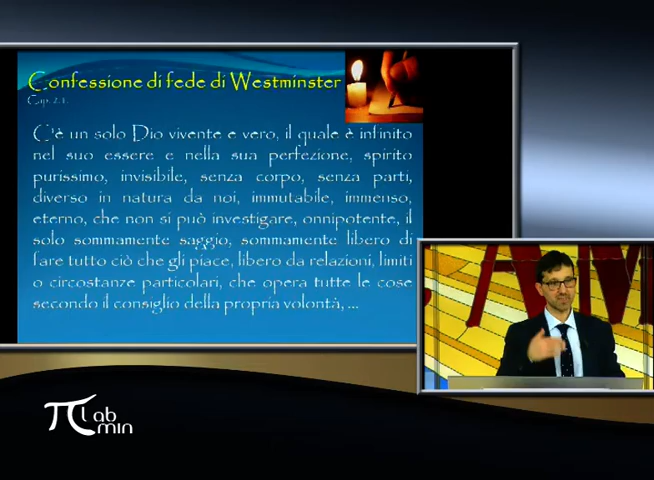 Confessione di fede di Westminster
Cap. 2.1.
C'è un solo Dio vivente e vero, il quale è infinito
nel suo essere e nella sua perfezione, spirito
purissimo, invisibile, senza corpo, senza parti,
diverso in natura da noi, immutabile, immenso,
eterno, che non si può investigare, onnipotente, il
solo sommamente saggio, sommamente libero di
fare tutto ciò che gli piace, libero da relazioni, limiti
o circostanze particolari, che opera tutte le cose
secondo il consiglio della propria volontà, ...
lab
min